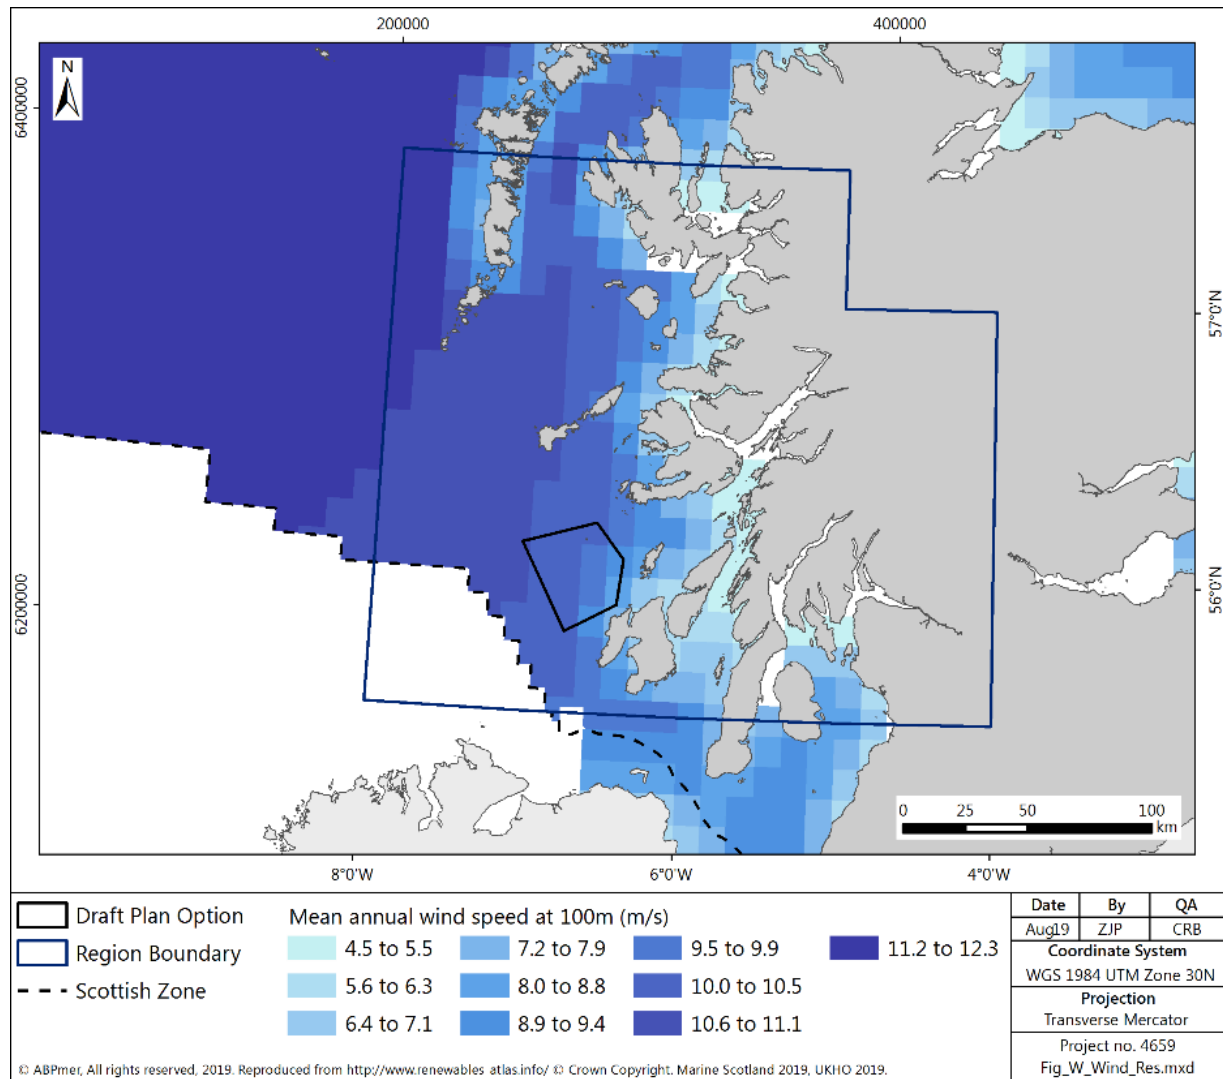 200000
400000
N
6400000
6200000
57°0'N
56°0'N
0
25
50
100
km
8°0'W
6°0'W
4°0'W
Draft Plan Option
Region Boundary
Scottish Zone
Mean annual wind speed at 100m (m/s)
4.5 to 5.5
5.6 to 6.3
6.4 to 7.1
7.2 to 7.9
8.0 to 8.8
8.9 to 9.4
9.5 to 9.9
10.0 to 10.5
10.6 to 11.1
11.2 to 12.3
Date By QA
Aug19 ZJP CRB
Coordinate System
WGS 1984 UTM Zone 30N
Projection
Transverse Mercator
Project no. 4659
Fig_W_Wind_Res.mxd
© ABPmer, All rights reserved, 2019. Reproduced from http://www.renewables_atlas.info/ © Crown Copyright. Marine Scotland 2019, UKHO 2019.